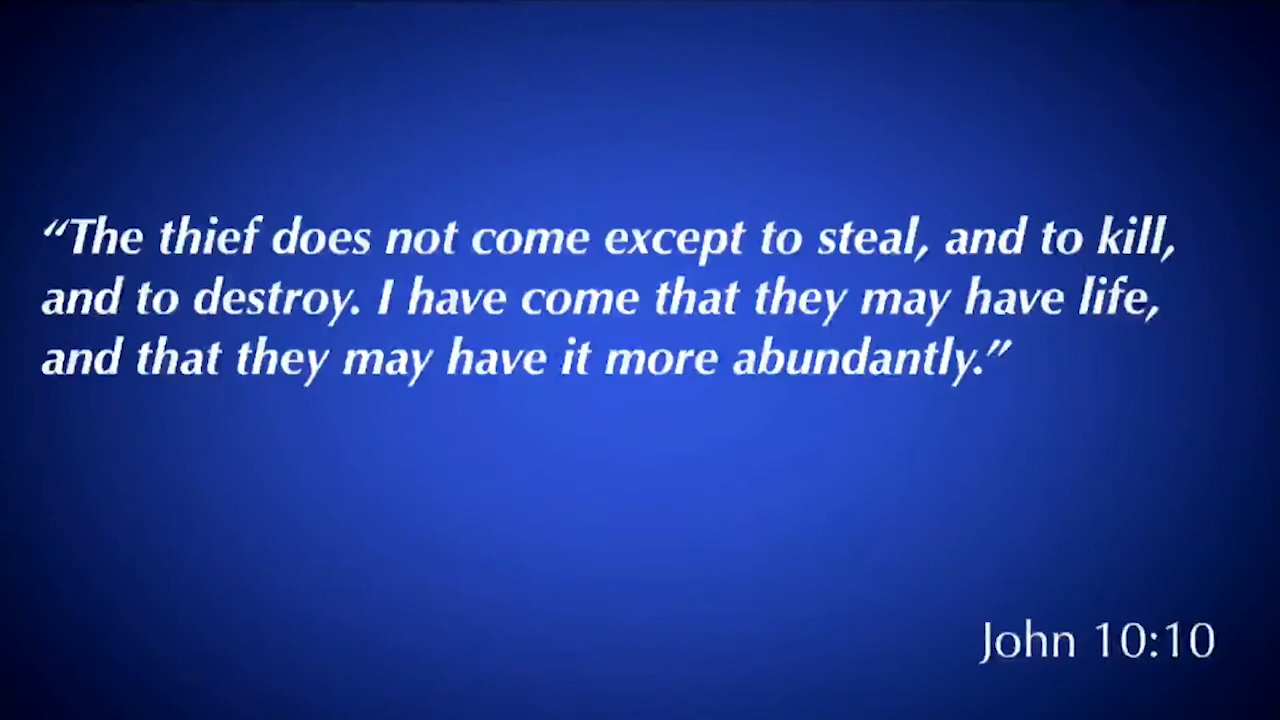 “The thief does not come except to steal, and to kill,
and to destroy. I have come that they may have life,
and that they may have it more abundantly.”
John 10:10